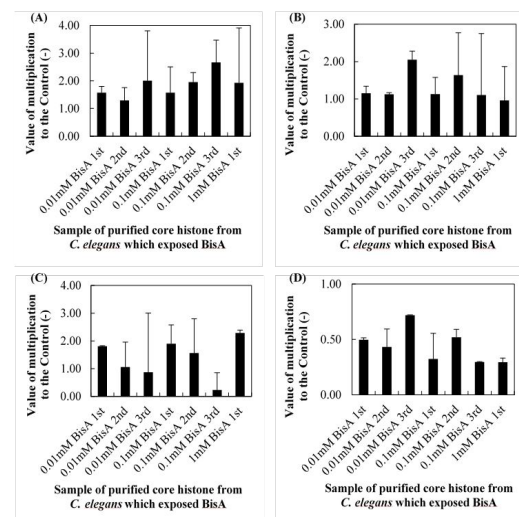 (A)
Value of multiplication
to the Control (-)
4.00
3.00
2.00
1.00
0.00
0.01mM BisA 1st
0.01mM BisA 2nd
0.01mM BisA 3rd
0.1mM BisA 1st
0.1mM BisA 2nd
0.1mM BisA 3rd
1mM BisA 1st
Sample of purified core histone from
C. elegans which exposed BisA
(B)
Value of multiplication
to the Control (-)
3.00
2.00
1.00
0.00
0.01mM BisA 1st
0.01mM BisA 2nd
0.01mM BisA 3rd
0.1mM BisA 1st
0.1mM BisA 2nd
0.1mM BisA 3rd
1mM BisA 1st
Sample of purified core histone from
C. elegans which exposed BisA
(C)
Value of multiplication
to the Control (-)
4.00
3.00
2.00
1.00
0.00
0.01mM BisA 1st
0.01mM BisA 2nd
0.01mM BisA 3rd
0.1mM BisA 1st
0.1mM BisA 2nd
0.1mM BisA 3rd
1mM BisA 1st
Sample of purified core histone from
C. elegans which exposed BisA
(D)
Value of multiplication
to the Control (-)
1.00
0.50
0.00
0.01mM BisA 1st
0.01mM BisA 2nd
0.01mM BisA 3rd
0.1mM BisA 1st
0.1mM BisA 2nd
0.1mM BisA 3rd
1mM BisA 1st
Sample of purified core histone from
C. elegans which exposed BisA